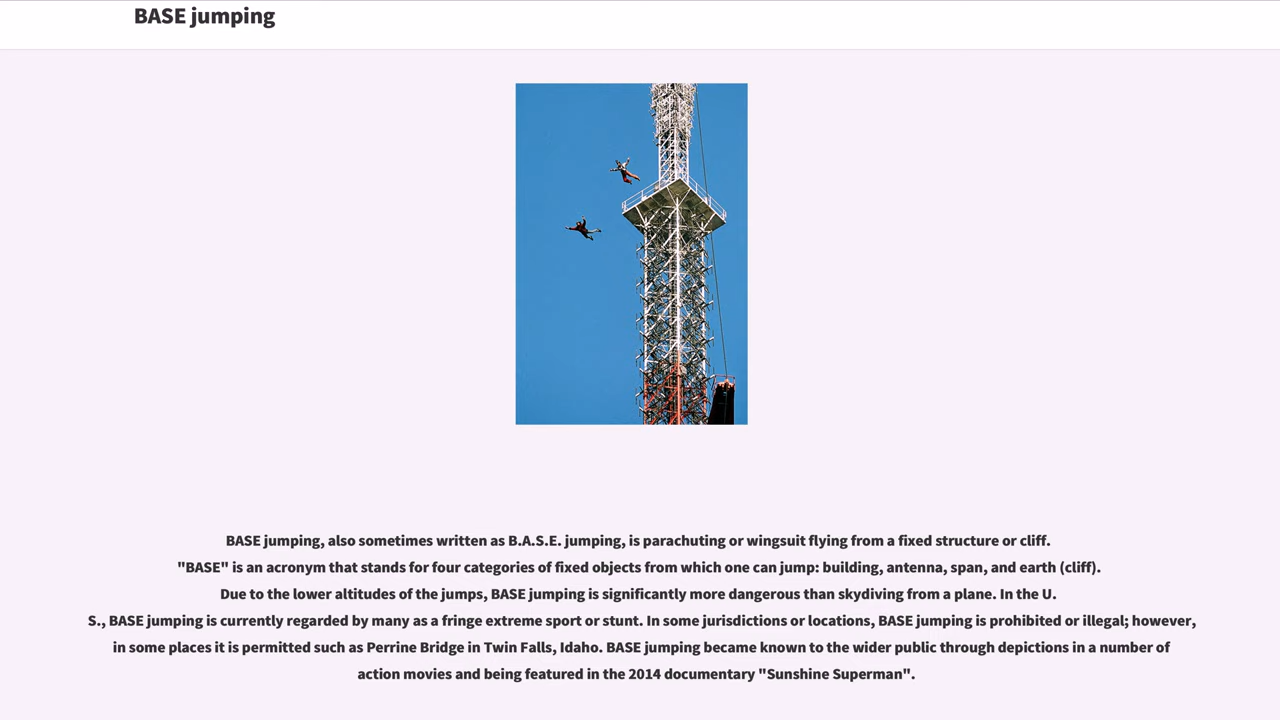 BASE jumping
BASE jumping, also sometimes written as B.A.S.E. jumping, is parachuting or wingsuit flying from a fixed structure or cliff.
"BASE" is an acronym that stands for four categories of fixed objects from which one can jump: building, antenna, span, and earth (cliff).
Due to the lower altitudes of the jumps, BASE jumping is significantly more dangerous than skydiving from a plane. In the U.
S., BASE jumping is currently regarded by many as a fringe extreme sport or stunt. In some jurisdictions or locations, BASE jumping is prohibited or illegal; however,
in some places it is permitted such as Perrine Bridge in Twin Falls, Idaho. BASE jumping became known to the wider public through depictions in a number of
action movies and being featured in the 2014 documentary "Sunshine Superman".